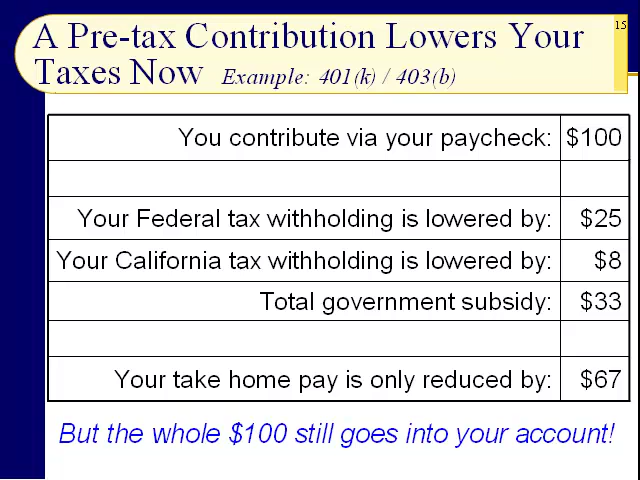 15
A Pre-tax Contribution Lowers Your
Taxes Now Example: 401(k) / 403(b)
You contribute via your paycheck: $100
Your Federal tax withholding is lowered by: $25
Your California tax withholding is lowered by: $8
Total government subsidy: $33
Your take home pay is only reduced by: $67
But the whole $100 still goes into your account!